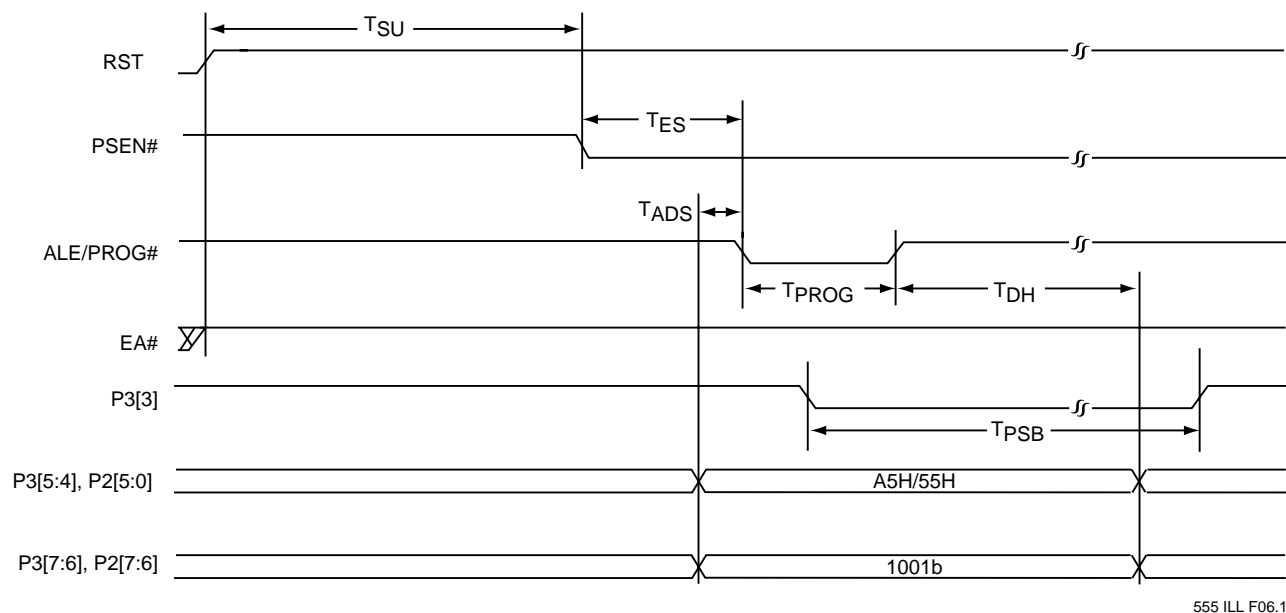 TSU
RST
TES
PSEN#
TADS
ALE/PROG#
TPROG
TDH
EA#
P3[3]
TPSB
P3[5:4], P2[5:0]
A5H/55H
P3[7:6], P2[7:6]
1001b
555 ILL F06.1